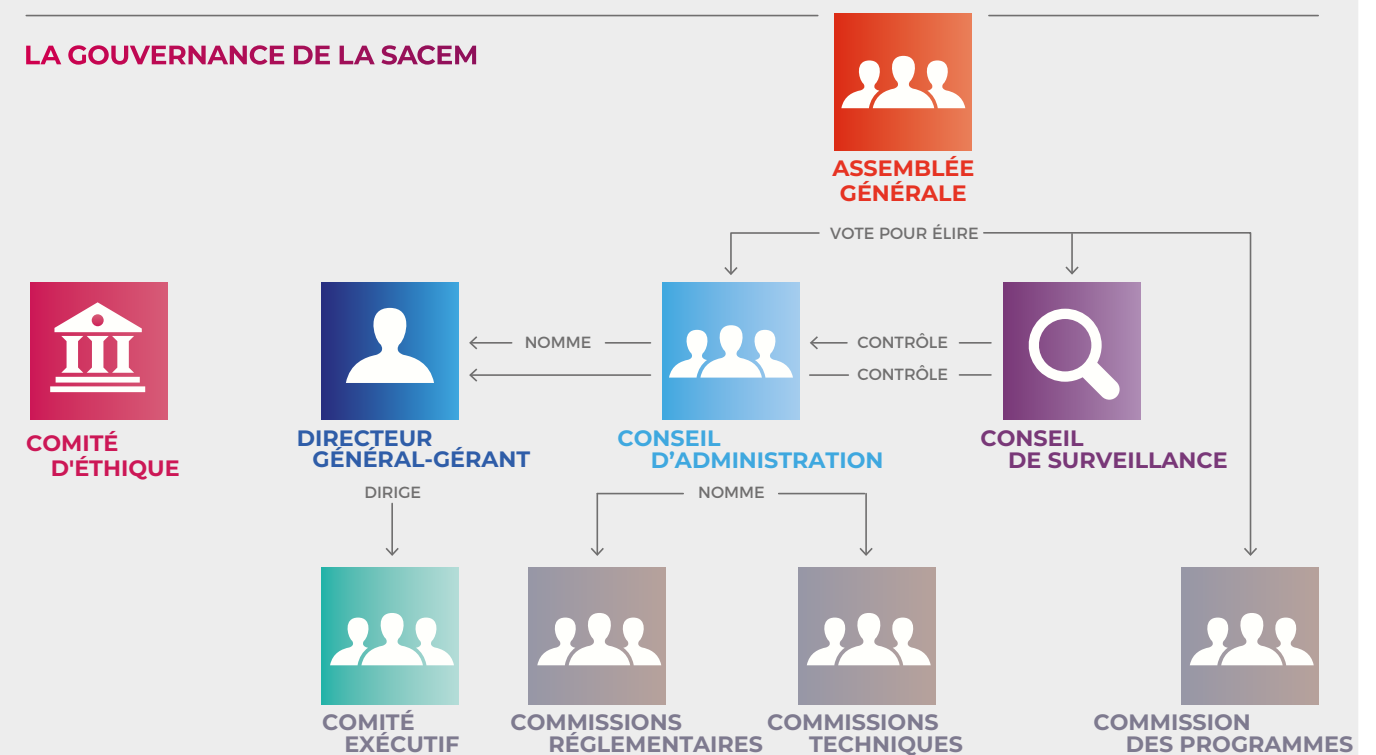 LA GOUVERNANCE DE LA SACEM
ASSEMBLÉE
GÉNÉRALE
VOTE POUR ÉLIRE
NOMME
CONTRÔLE
CONTRÔLE
COMITÉ
D'ÉTHIQUE
DIRECTEUR
GÉNÉRAL-GÉRANT
CONSEIL
D’ADMINISTRATION
CONSEIL
DE SURVEILLANCE
DIRIGE
NOMME
COMITÉ
EXÉCUTIF
COMMISSIONS
RÉGLEMENTAIRES
COMMISSIONS
TECHNIQUES
COMMISSION
DES PROGRAMMES